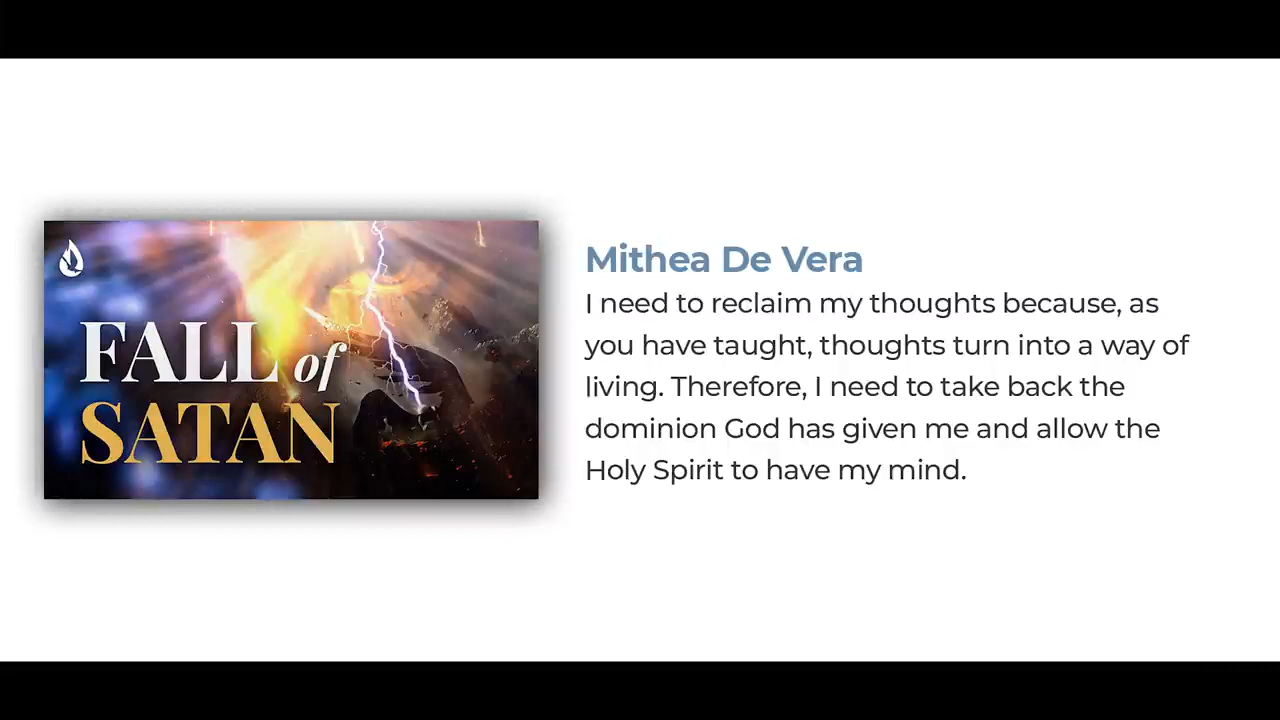 FALL of
SATAN
Mithea De Vera
I need to reclaim my thoughts because, as
you have taught, thoughts turn into a way of
living. Therefore, I need to take back the
dominion God has given me and allow the
Holy Spirit to have my mind.